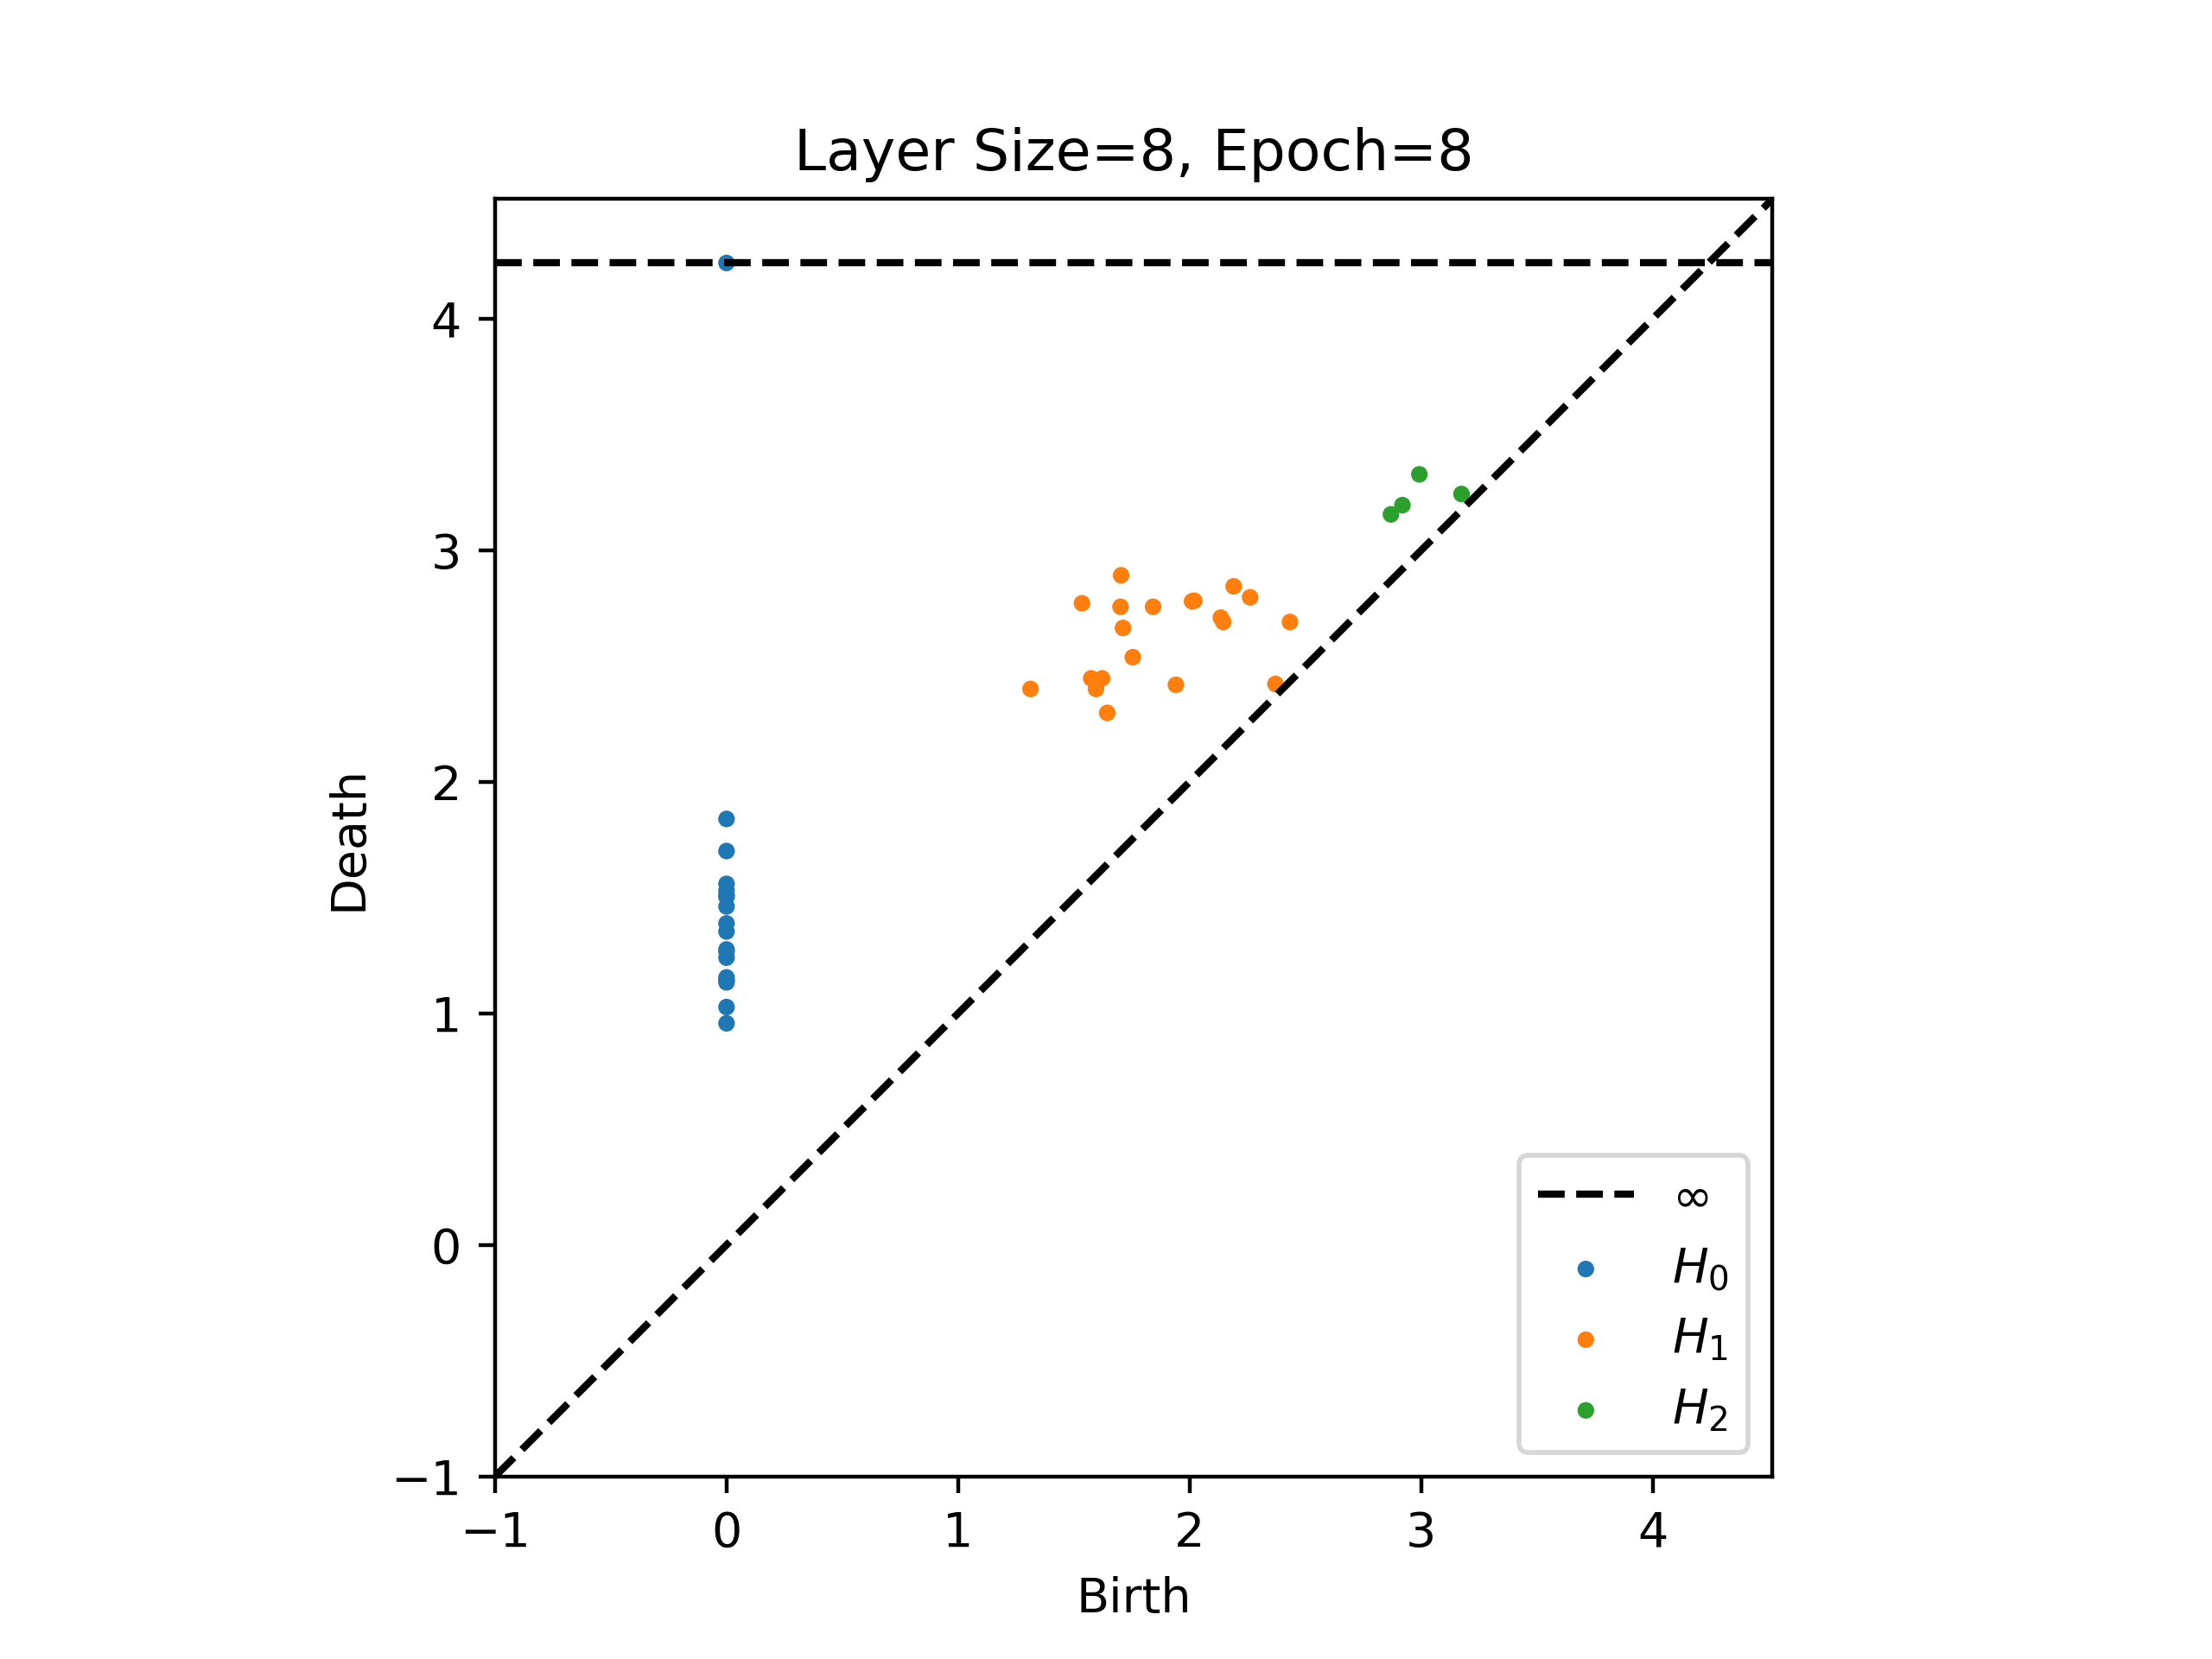 Layer Size=8, Epoch=8
4
3
2
1
0
−1
Death
−1 0 1 2 3 4
Birth
∞
H₀
H₁
H₂